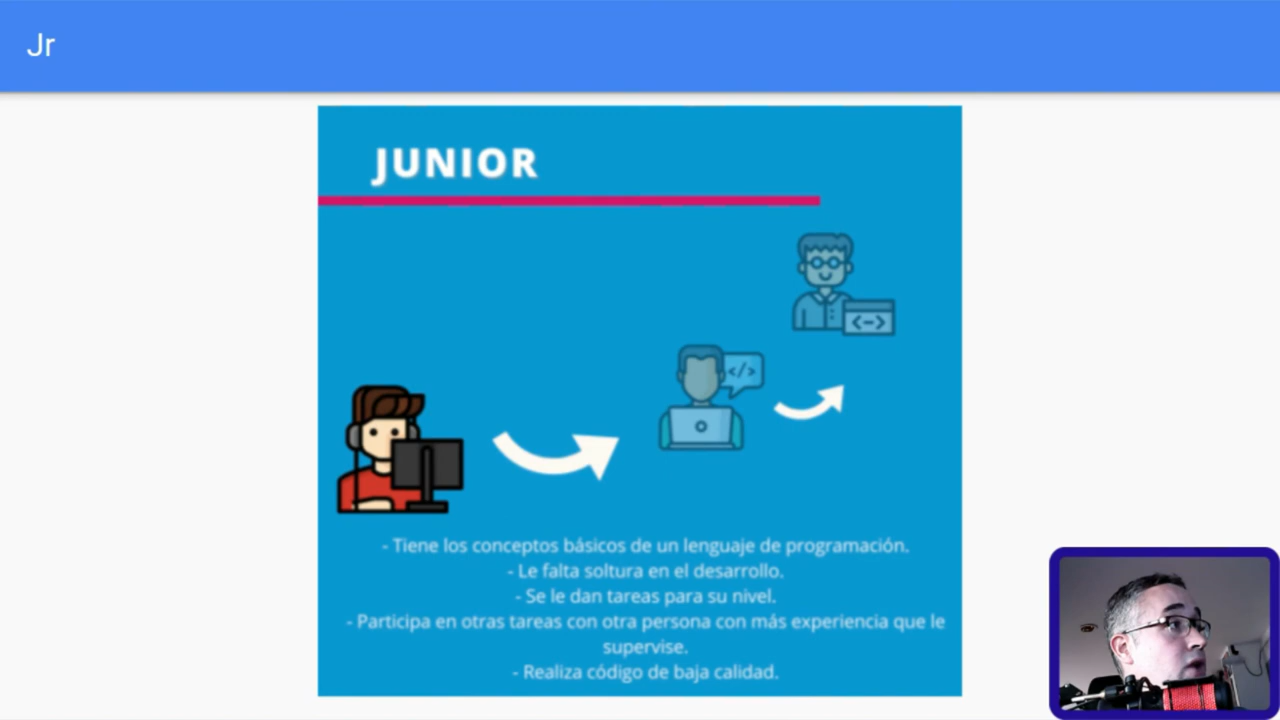 Jr
JUNIOR
<->
</>
- Tiene los conceptos básicos de un lenguaje de programación.
- Le falta soltura en el desarrollo.
- Se le dan tareas para su nivel.
- Participa en otras tareas con otra persona con más experiencia que le
supervise.
- Realiza código de baja calidad.